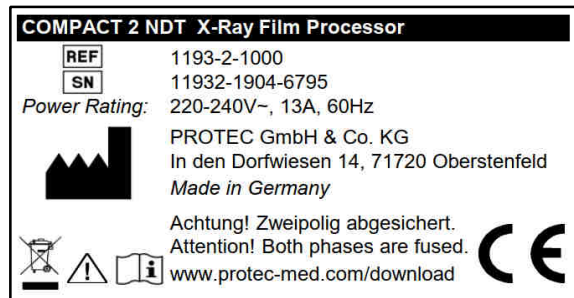 COMPACT 2 NDT X-Ray Film Processor
REF 1193-2-1000
SN 11932-1904-6795
Power Rating: 220-240V~, 13A, 60Hz
PROTEC GmbH & Co. KG
In den Dorfwiesen 14, 71720 Oberstenfeld
Made in Germany
Achtung! Zweipolig abgesichert.
Attention! Both phases are fused.
www.protec-med.com/download
CE